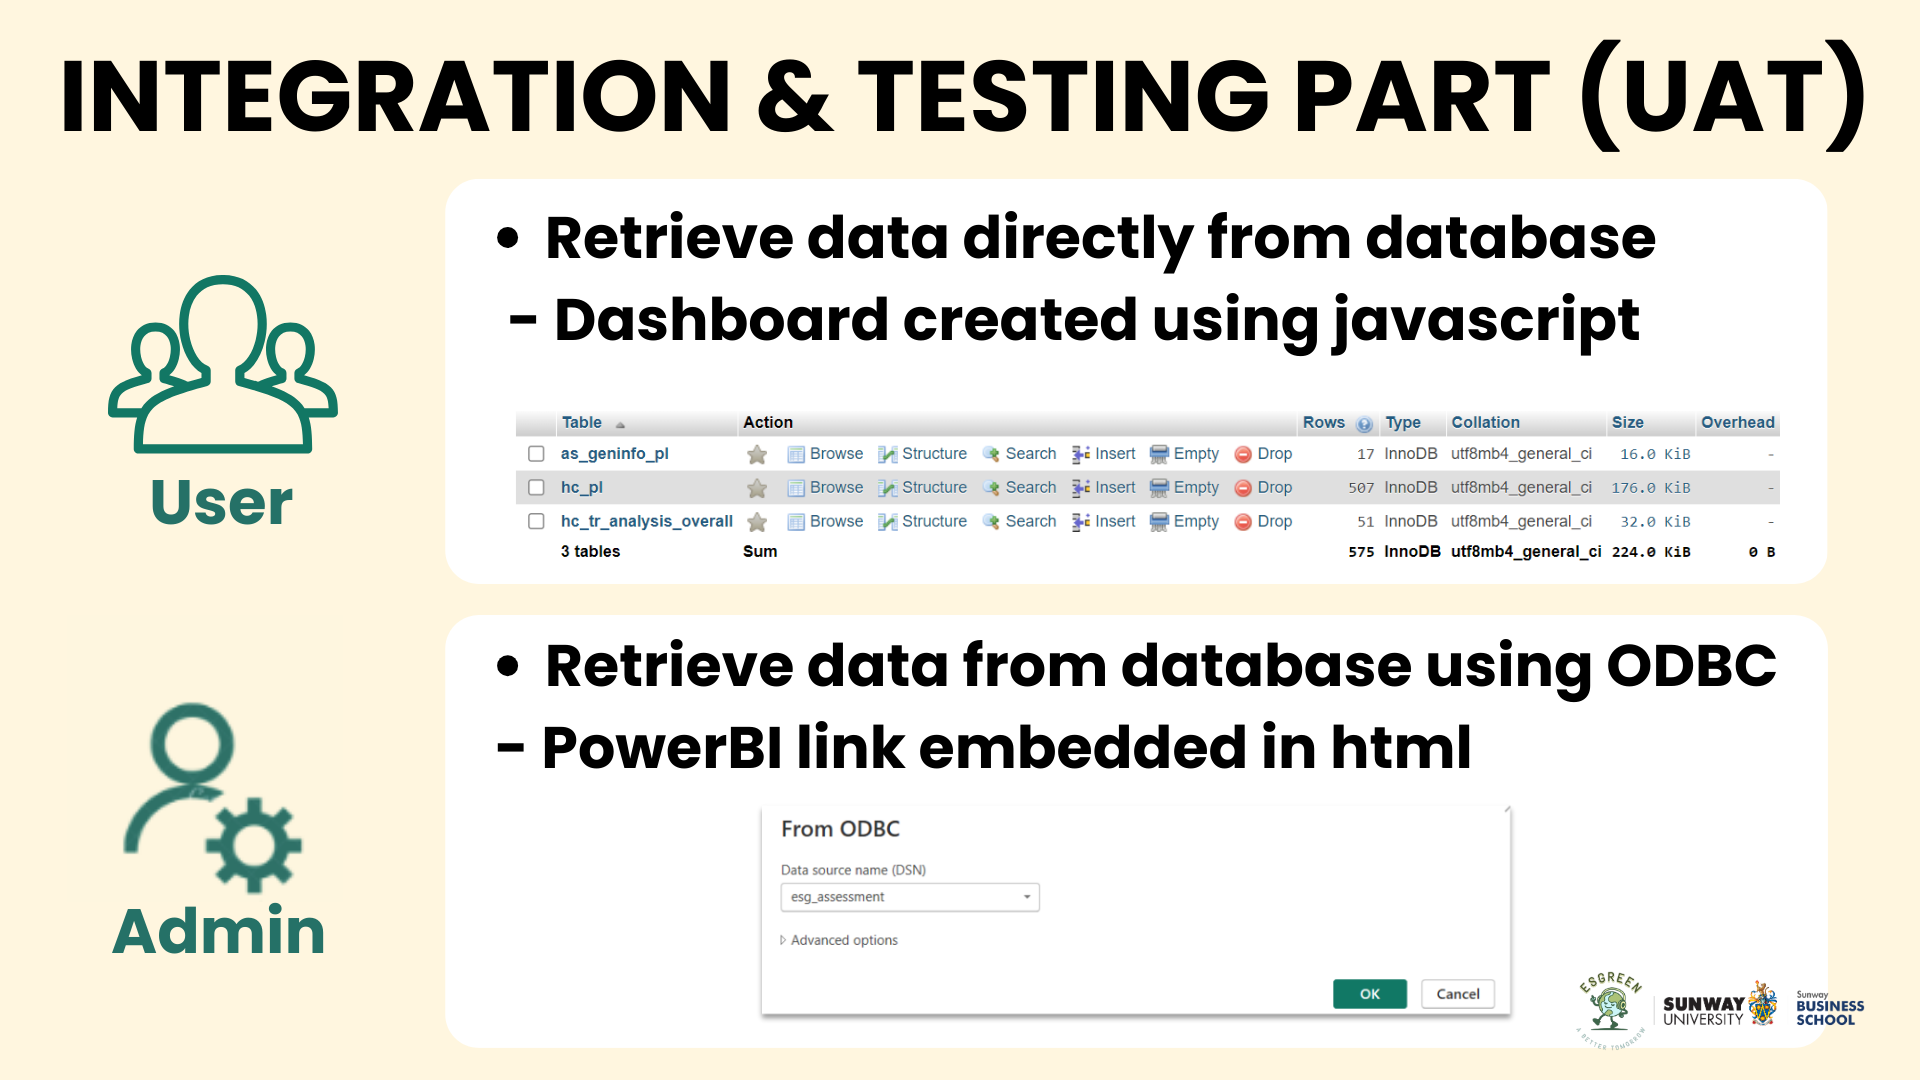 INTEGRATION & TESTING PART (UAT)
• Retrieve data directly from database
- Dashboard created using javascript
User
Table Action Rows Type Collation Size Overhead
as_geninfo_pl Browse Structure Search Insert Empty Drop 17 InnoDB utf8mb4_general_ci 16.0 KiB -
hc_pl Browse Structure Search Insert Empty Drop 507 InnoDB utf8mb4_general_ci 176.0 KiB -
hc_tr_analysis_overall Browse Structure Search Insert Empty Drop 51 InnoDB utf8mb4_general_ci 32.0 KiB -
3 tables Sum 575 InnoDB utf8mb4_general_ci 224.0 KiB 0 B
• Retrieve data from database using ODBC
- PowerBI link embedded in html
Admin
From ODBC
Data source name (DSN)
esg_assessment
Advanced options
OK Cancel
ESGREEN
A BETTER TOMORROW
SUNWAY
UNIVERSITY
Sunway
BUSINESS
SCHOOL